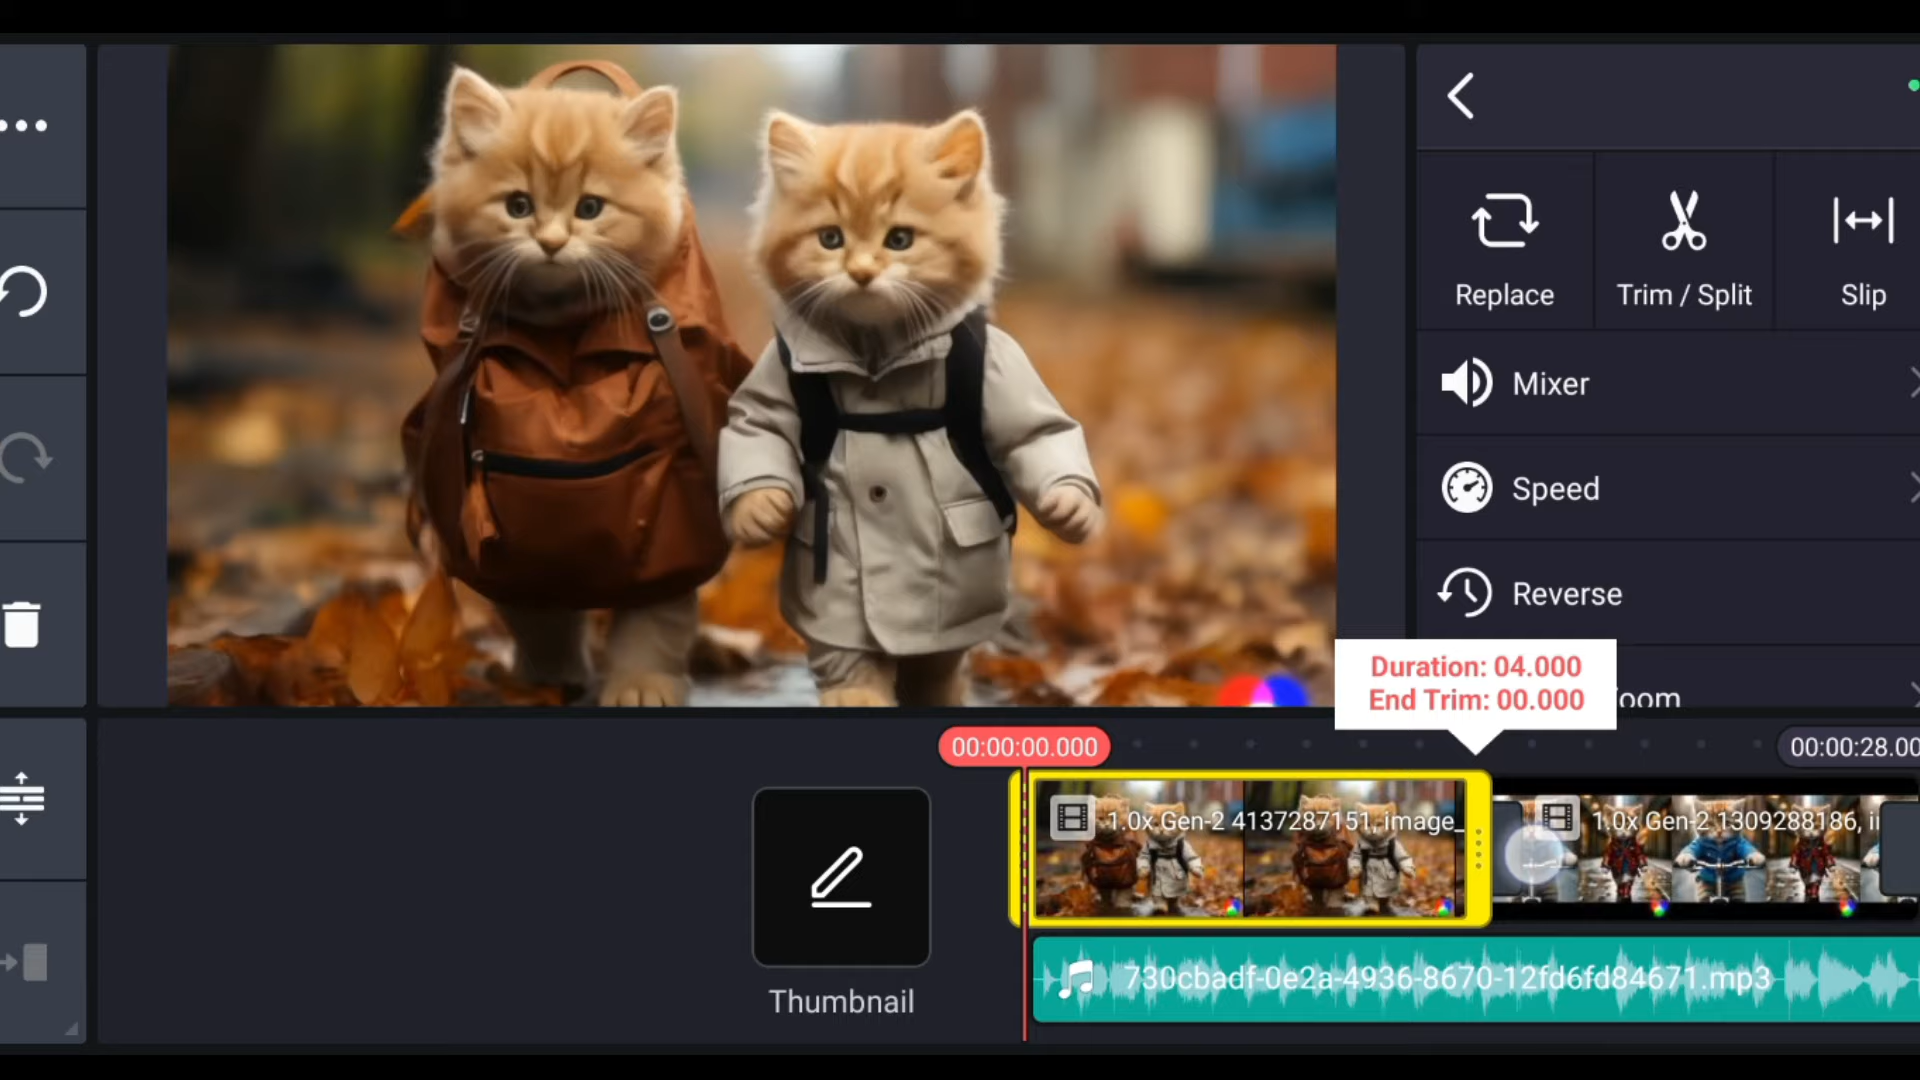 Replace
Trim / Split
Slip
Mixer
Speed
Reverse
Duration: 04.000
End Trim: 00.000
oom
00:00:00.000
00:00:28.00
1.0x Gen-2 4137287151, image_
1.0x Gen-2 1309288186, i
730cbadf-0e2a-4936-8670-12fd6fd84671.mp3
Thumbnail